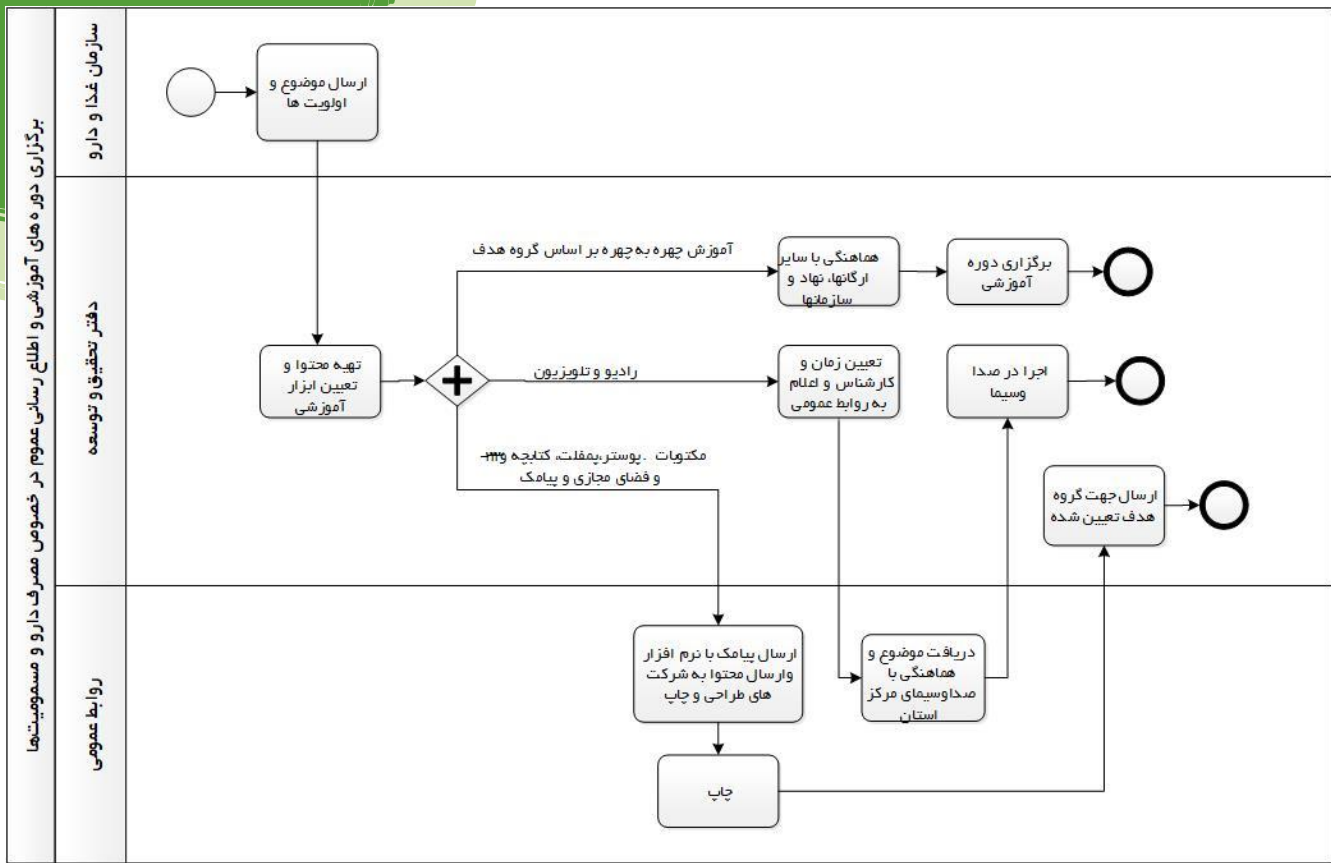 برگزاری دوره های آموزشی و اطلاع رسانی عموم در خصوص مصرف دارو و مسمومیت‌ها
سازمان غذا و دارو
ارسال موضوع و
اولویت ها
دفتر تحقیق و توسعه
تهیه محتوا و
تعیین ابزار
آموزشی
آموزش چهره به چهره بر اساس گروه هدف
هماهنگی با سایر
ارگانها، نهاد و
سازمانها
برگزاری دوره
آموزشی
رادیو و تلویزیون
تعیین زمان و
کارشناس و اعلام
به روابط عمومی
اجرا در صدا
وسیما
مکتوبات .پوستر،پمفلت، کتابچه و
و فضای مجازی و پیامک
ارسال جهت گروه
هدف تعیین شده
روابط عمومی
ارسال پیامک با نرم افزار
وارسال محتوا به شرکت
های طراحی و چاپ
دریافت موضوع و
هماهنگی با
صداوسیمای مرکز
استان
چاپ